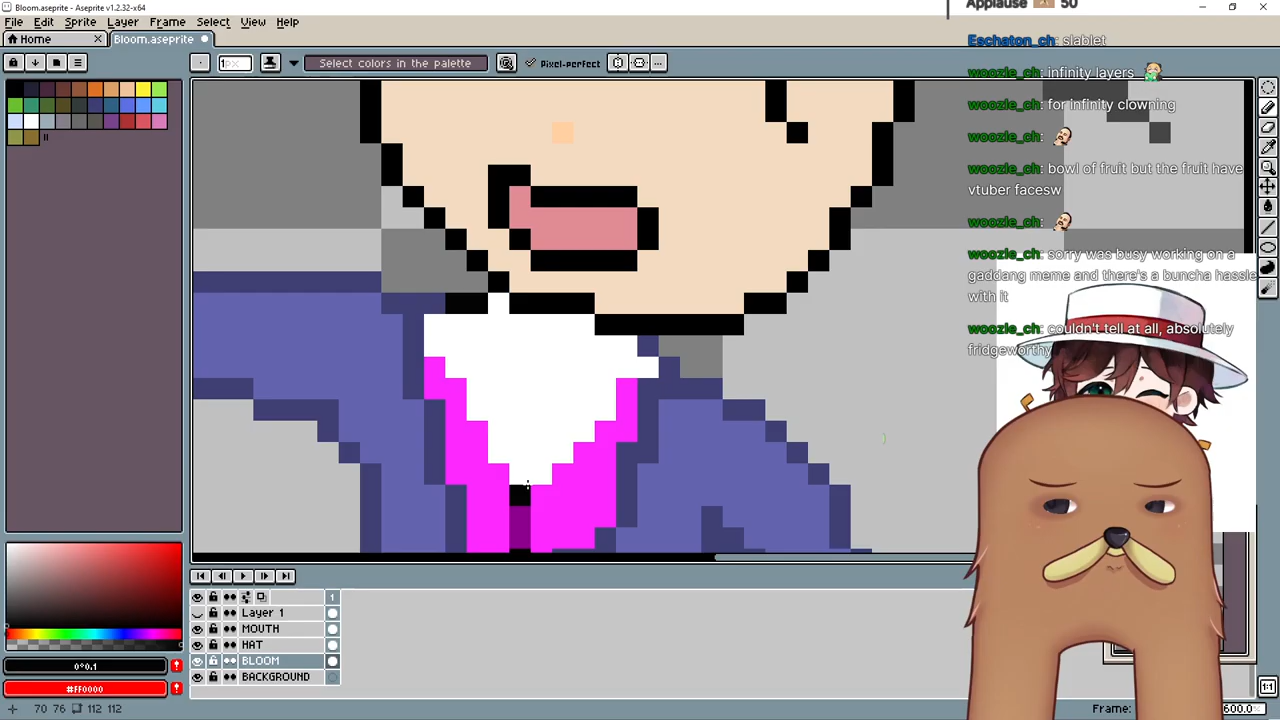 Bloom.aseprite - Aseprite v1.2.32-x64
File Edit Sprite Layer Frame Select View Help
Home
Bloom.aseprite
1px
Select colors in the palette
Pixel-perfect
Applause 50
Eschaton_ch: slablet
woozle_ch: infinity layers
woozle_ch: for infinity clowning
woozle_ch:
woozle_ch: bowl of fruit but the fruit have
vtuber facesw
woozle_ch:
woozle_ch: sorry was busy working on a
gaddang meme and there's a buncha hassle
with it
woozle_ch: couldn't tell at all, absolutely
fridgeworthy
1
Layer 1
MOUTH
HAT
BLOOM
BACKGROUND
#FF0000
70 76 112 112
Frame:
600.0
1:1